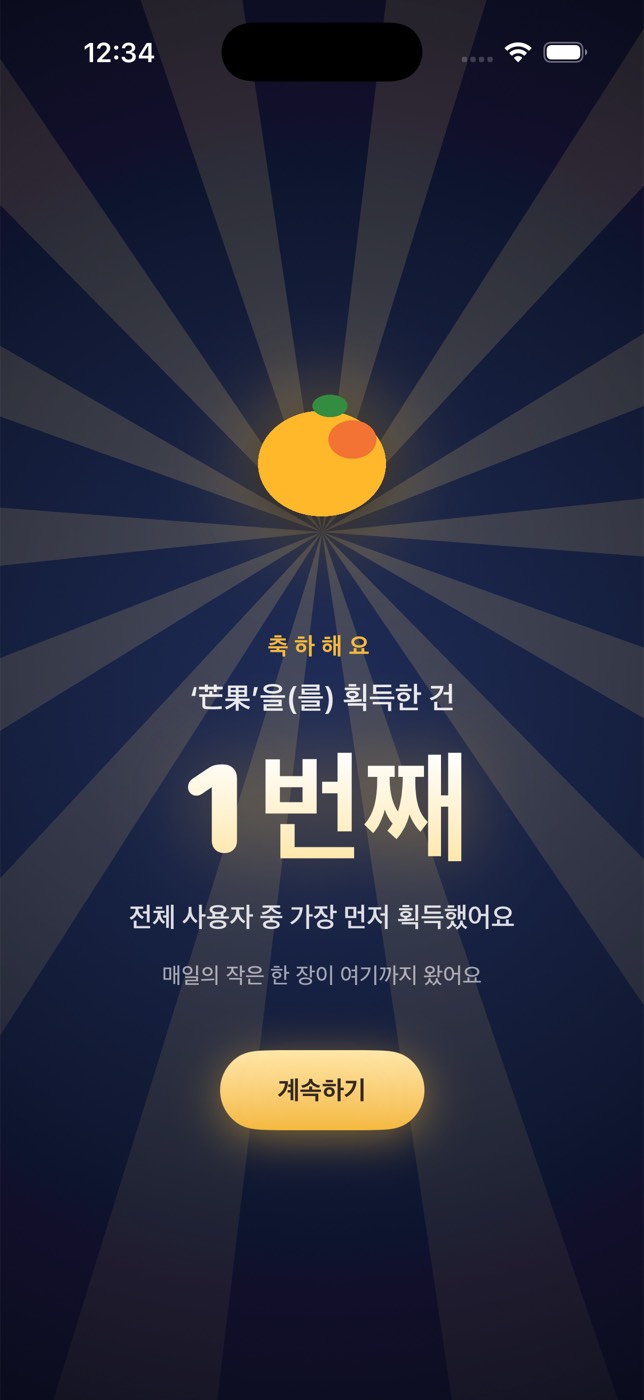 12:34
축하해요
‘芒果’을(를) 획득한 건
1번째
전체 사용자 중 가장 먼저 획득했어요
매일의 작은 한 장이 여기까지 왔어요
계속하기